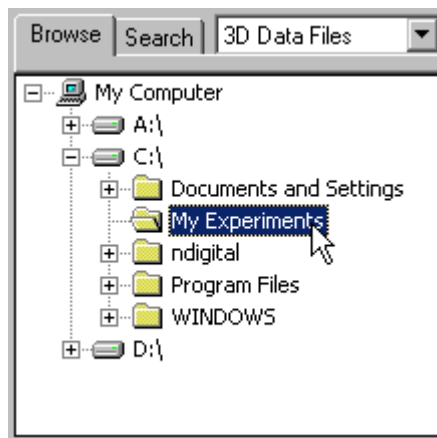 Browse Search 3D Data Files
My Computer
A:\
C:\
Documents and Settings
My Experiments
ndigital
Program Files
WINDOWS
D:\